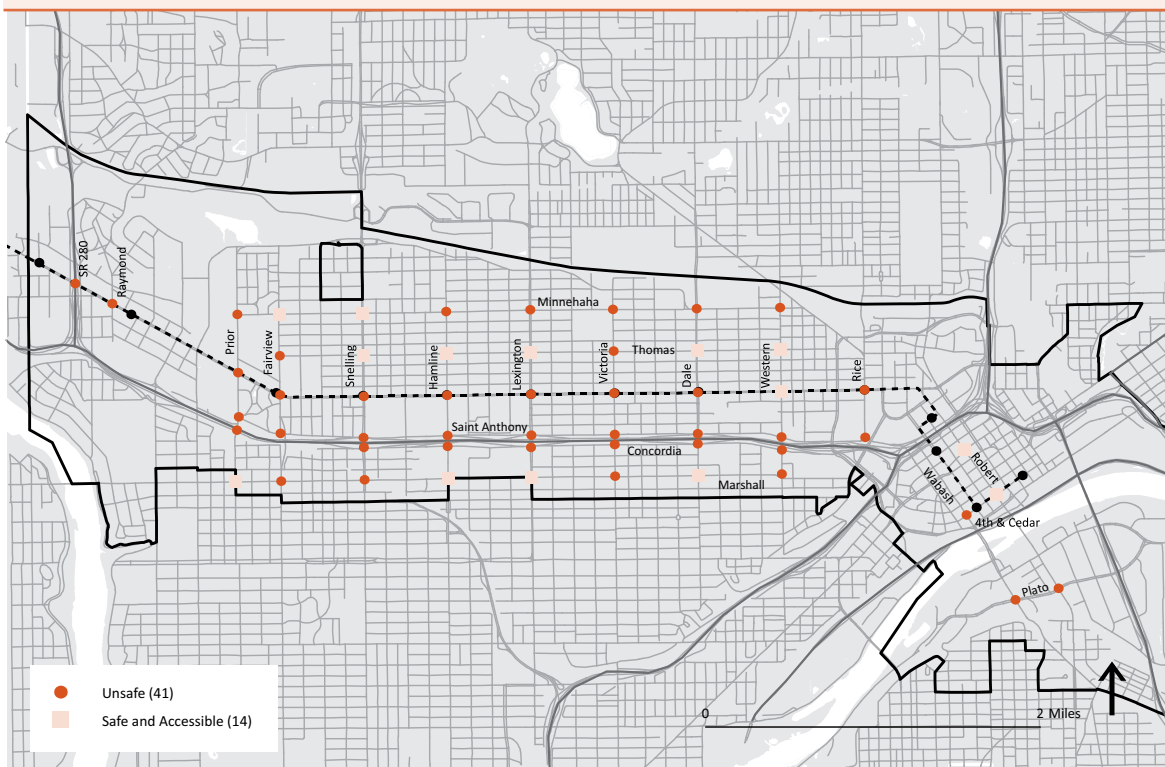 SR 280
Raymond
Prior
Fairview
Snelling
Hamline
Lexington
Victoria
Dale
Western
Rice
Minnehaha
Thomas
Saint Anthony
Concordia
Marshall
Robert
Wabash
4th & Cedar
Plato
Unsafe (41)
Safe and Accessible (14)
0
2 Miles